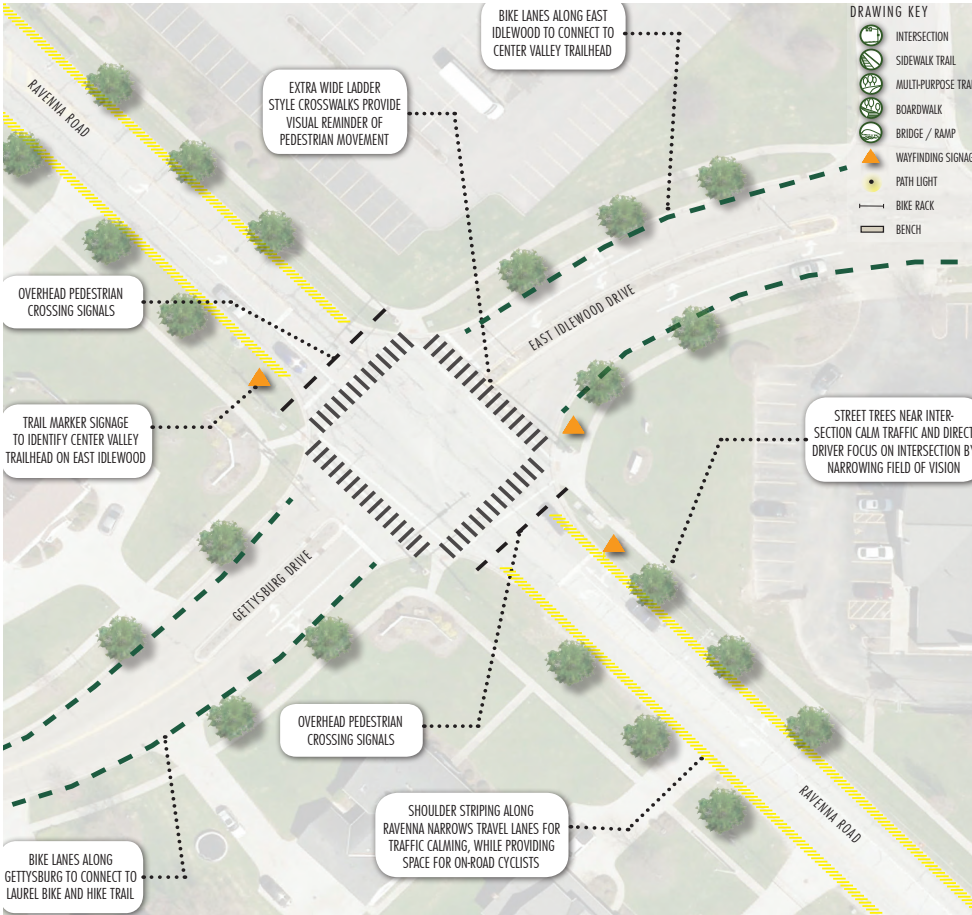 BIKE LANES ALONG EAST
IDLEWOOD TO CONNECT TO
CENTER VALLEY TRAILHEAD
DRAWING KEY
INTERSECTION
SIDEWALK TRAIL
MULTI-PURPOSE TRAI
BOARDWALK
BRIDGE / RAMP
WAYFINDING SIGNAG
PATH LIGHT
BIKE RACK
BENCH
RAVENNA ROAD
EXTRA WIDE LADDER
STYLE CROSSWALKS PROVIDE
VISUAL REMINDER OF
PEDESTRIAN MOVEMENT
OVERHEAD PEDESTRIAN
CROSSING SIGNALS
EAST IDLEWOOD DRIVE
TRAIL MARKER SIGNAGE
TO IDENTIFY CENTER VALLEY
TRAILHEAD ON EAST IDLEWOOD
STREET TREES NEAR INTER-
SECTION CALM TRAFFIC AND DIRECT
DRIVER FOCUS ON INTERSECTION BY
NARROWING FIELD OF VISION
GETTYSBURG DRIVE
OVERHEAD PEDESTRIAN
CROSSING SIGNALS
SHOULDER STRIPING ALONG
RAVENNA NARROWS TRAVEL LANES FOR
TRAFFIC CALMING, WHILE PROVIDING
SPACE FOR ON-ROAD CYCLISTS
RAVENNA ROAD
BIKE LANES ALONG
GETTYSBURG TO CONNECT TO
LAUREL BIKE AND HIKE TRAIL